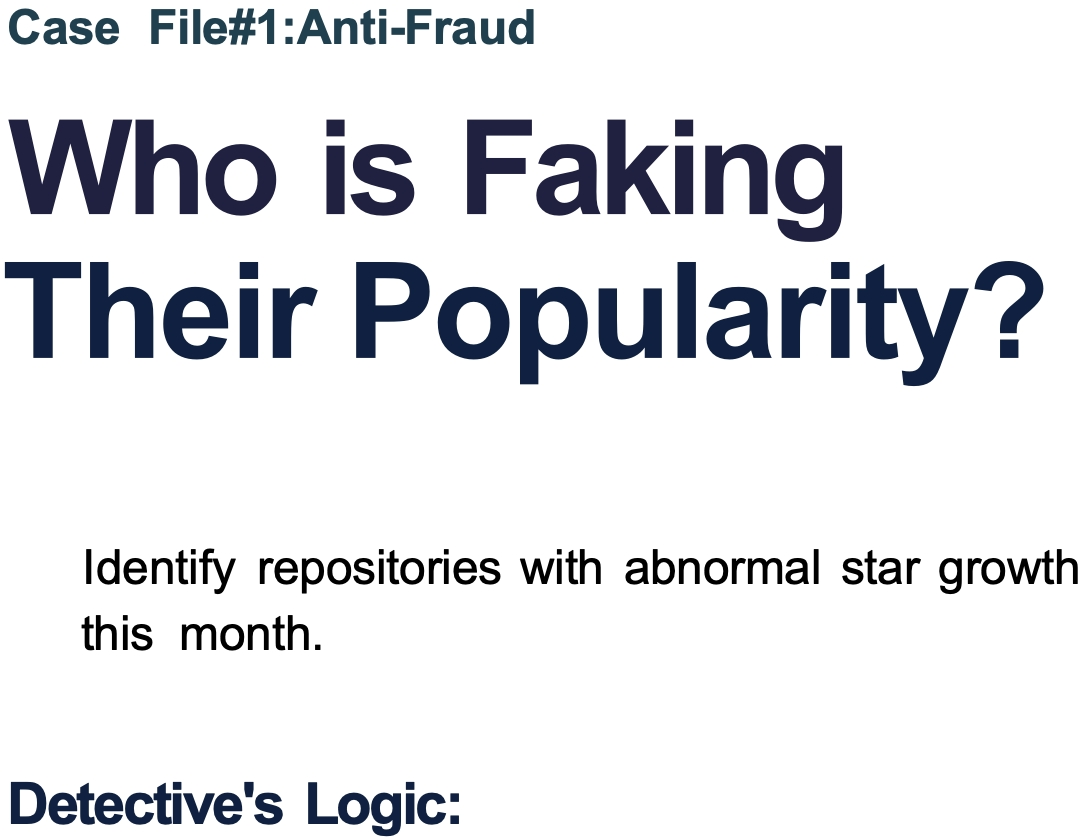 Case File#1:Anti-Fraud
Who is Faking
Their Popularity?
Identify repositories with abnormal star growth
this month.
Detective's Logic: